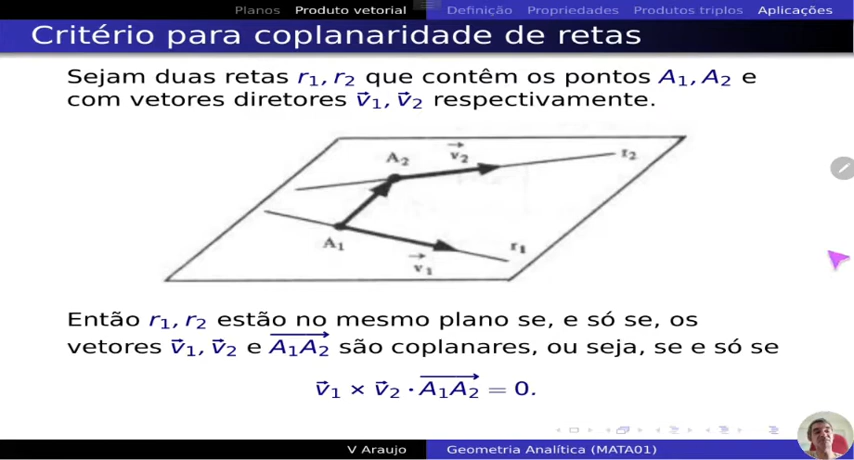 Planos Produto vetorial Definição Propriedades Produtos triplos Aplicações
Critério para coplanaridade de retas
Sejam duas retas r₁, r₂ que contêm os pontos A₁, A₂ e
com vetores diretores v⃗₁, v⃗₂ respectivamente.
A₂ v⃗₂ r₂
A₁ v⃗₁ r₁
Então r₁, r₂ estão no mesmo plano se, e só se, os
vetores v⃗₁, v⃗₂ e A₁A₂⃗ são coplanares, ou seja, se e só se
v⃗₁ × v⃗₂ · A₁A₂⃗ = 0.
V Araujo Geometria Analítica (MATA01)